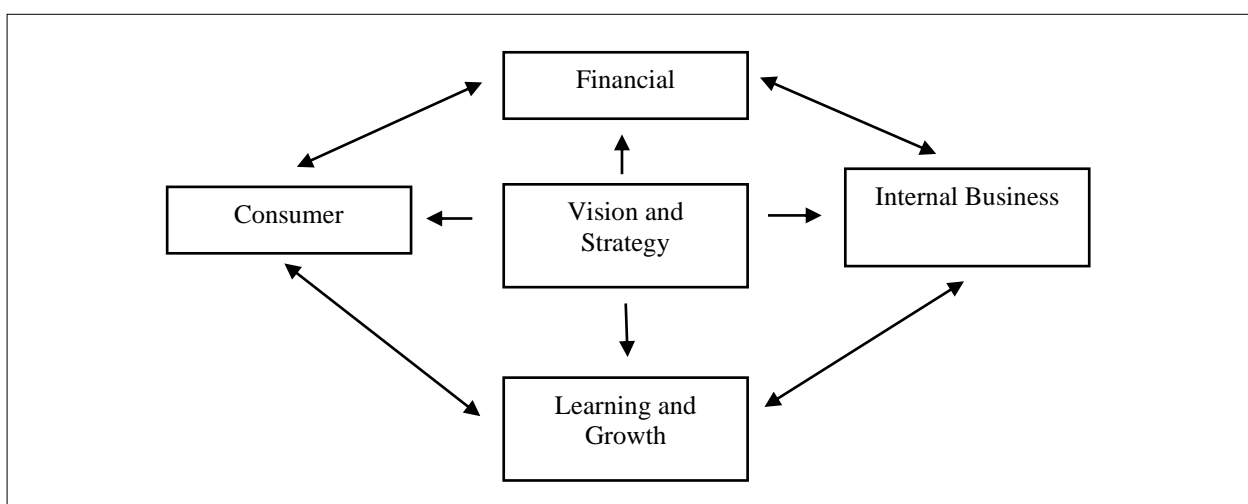 Financial
Consumer
Vision and
Strategy
Internal Business
Learning and
Growth